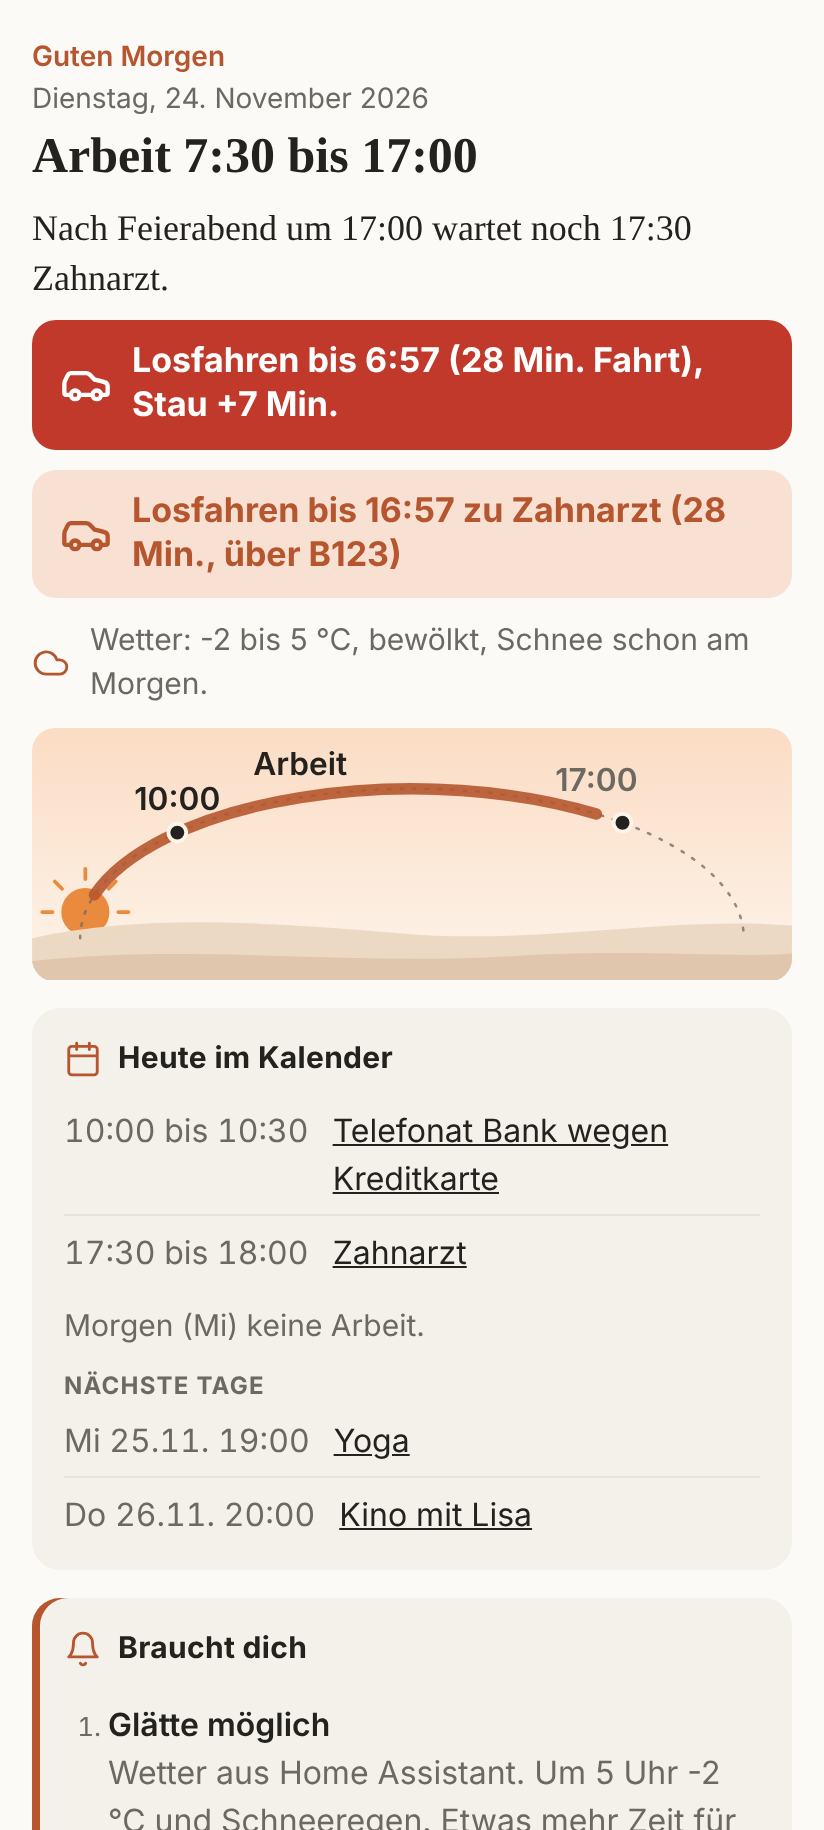 Guten Morgen
Dienstag, 24. November 2026
Arbeit 7:30 bis 17:00
Nach Feierabend um 17:00 wartet noch 17:30
Zahnarzt.
Losfahren bis 6:57 (28 Min. Fahrt),
Stau +7 Min.
Losfahren bis 16:57 zu Zahnarzt (28
Min., über B123)
Wetter: -2 bis 5 °C, bewölkt, Schnee schon am
Morgen.
Arbeit
17:00
10:00
Heute im Kalender
10:00 bis 10:30 Telefonat Bank wegen
Kreditkarte
17:30 bis 18:00 Zahnarzt
Morgen (Mi) keine Arbeit.
NÄCHSTE TAGE
Mi 25.11. 19:00 Yoga
Do 26.11. 20:00 Kino mit Lisa
Braucht dich
1. Glätte möglich
Wetter aus Home Assistant. Um 5 Uhr -2
°C und Schneeregen. Etwas mehr Zeit für